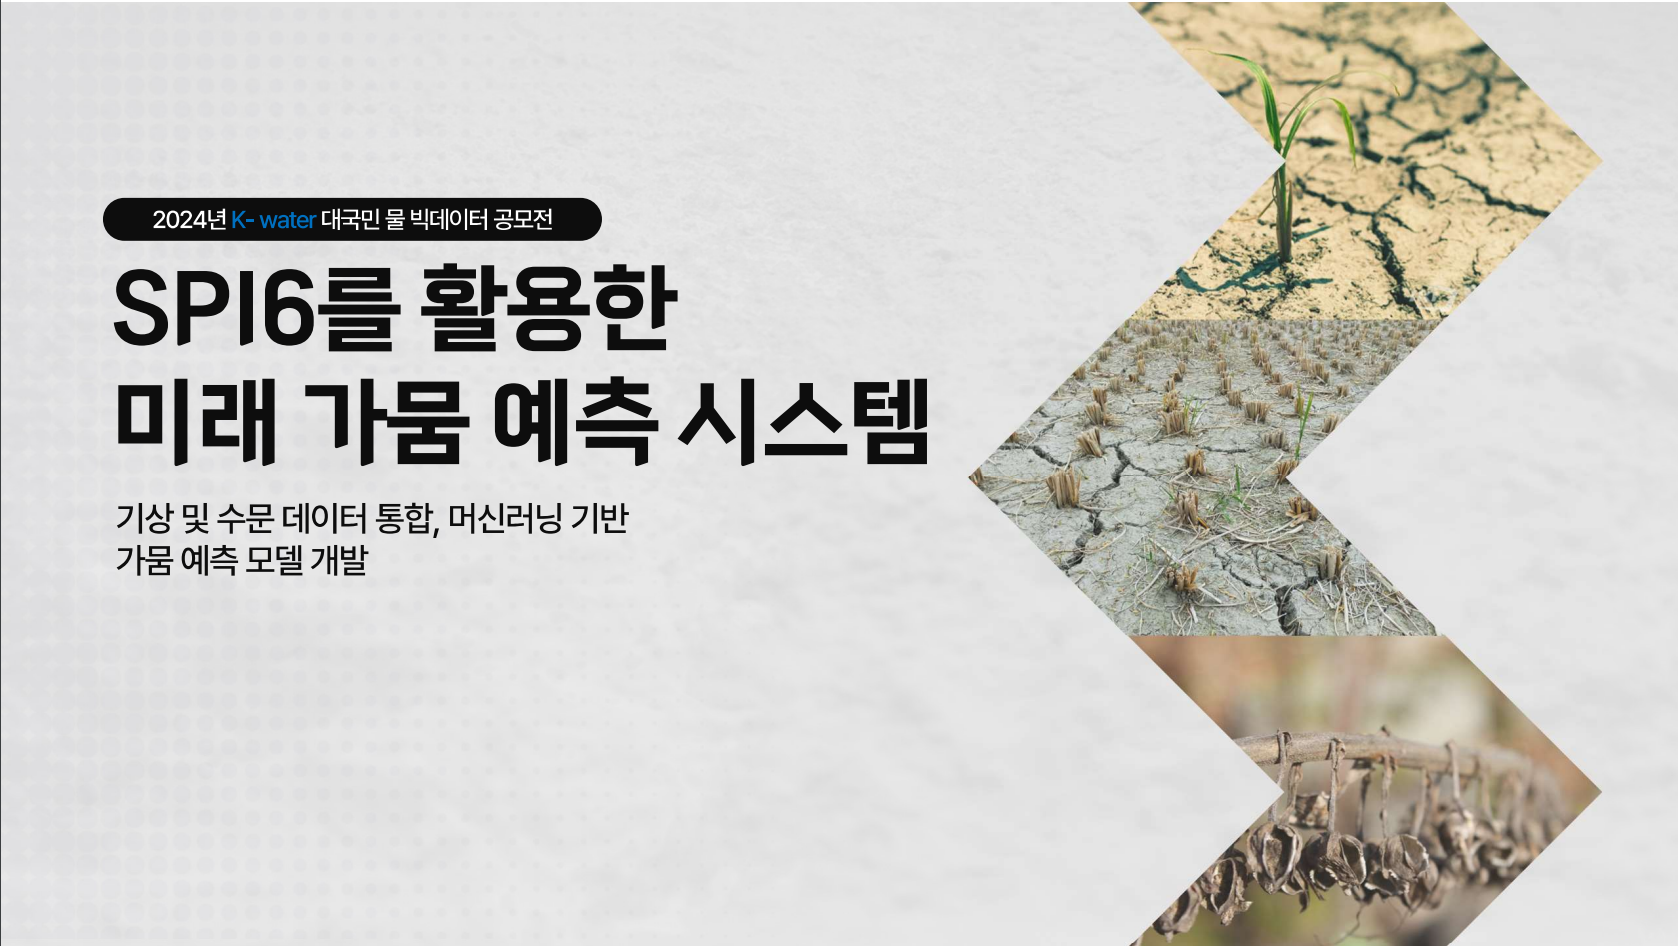 2024년 K- water 대국민 물 빅데이터 공모전
SPI6를 활용한
미래 가뭄 예측 시스템
기상 및 수문 데이터 통합, 머신러닝 기반
가뭄 예측 모델 개발